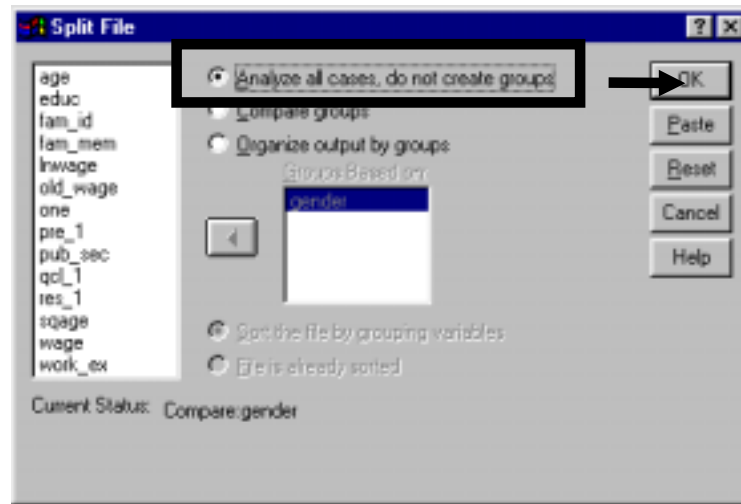 Split File
age
educ
fam_id
fam_mem
lnwage
old_wage
one
pre_1
pub_sec
qcl_1
res_1
sqage
wage
work_ex
Analyze all cases, do not create groups
Compare groups
Organize output by groups
Groups Based on:
gender
Sort the file by grouping variables
File is already sorted
OK
Paste
Reset
Cancel
Help
Current Status: Compare:gender